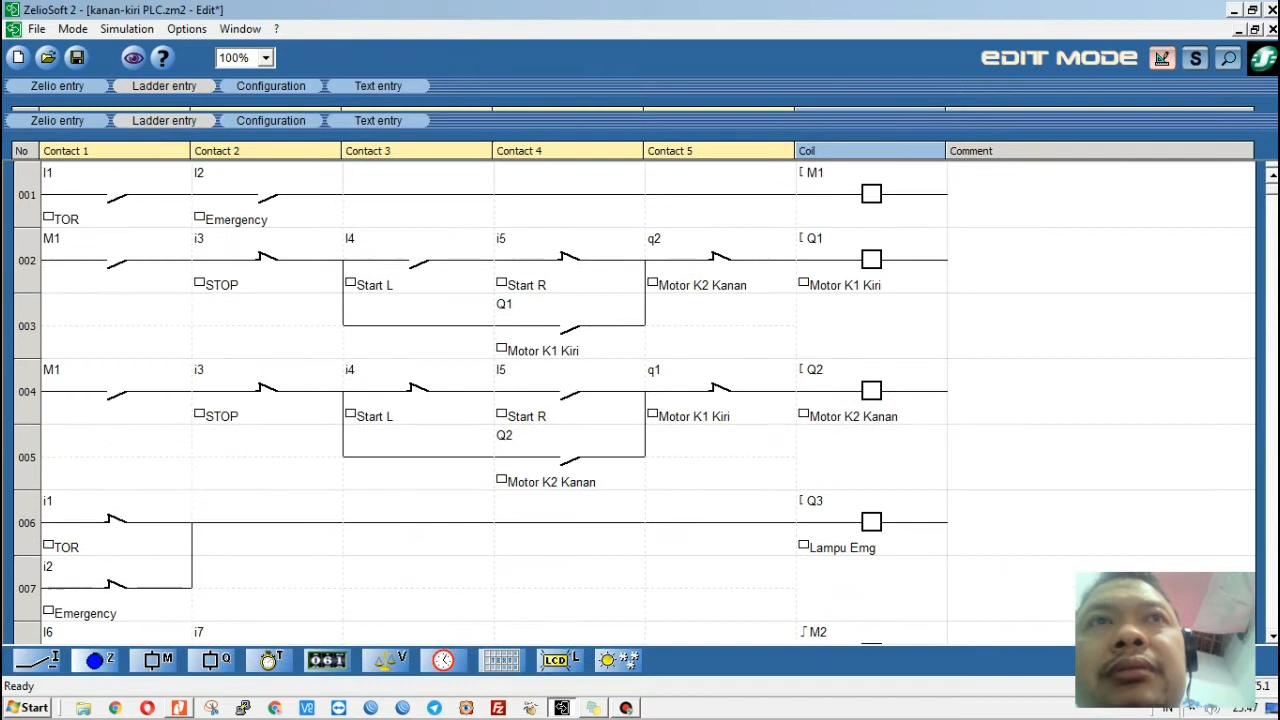 ZelioSoft 2 - [kanan-kiri PLC.zm2 - Edit*]
File Mode Simulation Options Window ?
100% EDIT MODE S
Zelio entry Ladder entry Configuration Text entry
Zelio entry Ladder entry Configuration Text entry
No Contact 1 Contact 2 Contact 3 Contact 4 Contact 5 Coil Comment
I1 I2 [ M1
001
TOR Emergency
M1 i3 I4 i5 q2 [ Q1
002
STOP Start L Start R Motor K2 Kanan Motor K1 Kiri
Q1
003
Motor K1 Kiri
M1 i3 i4 I5 q1 [ Q2
004
STOP Start L Start R Motor K1 Kiri Motor K2 Kanan
Q2
005
Motor K2 Kanan
i1 [ Q3
006
TOR Lampu Emg
i2
007
Emergency
I6 i7 ∫ M2
I Z M Q T 061 V LCD L
Ready
Start IN